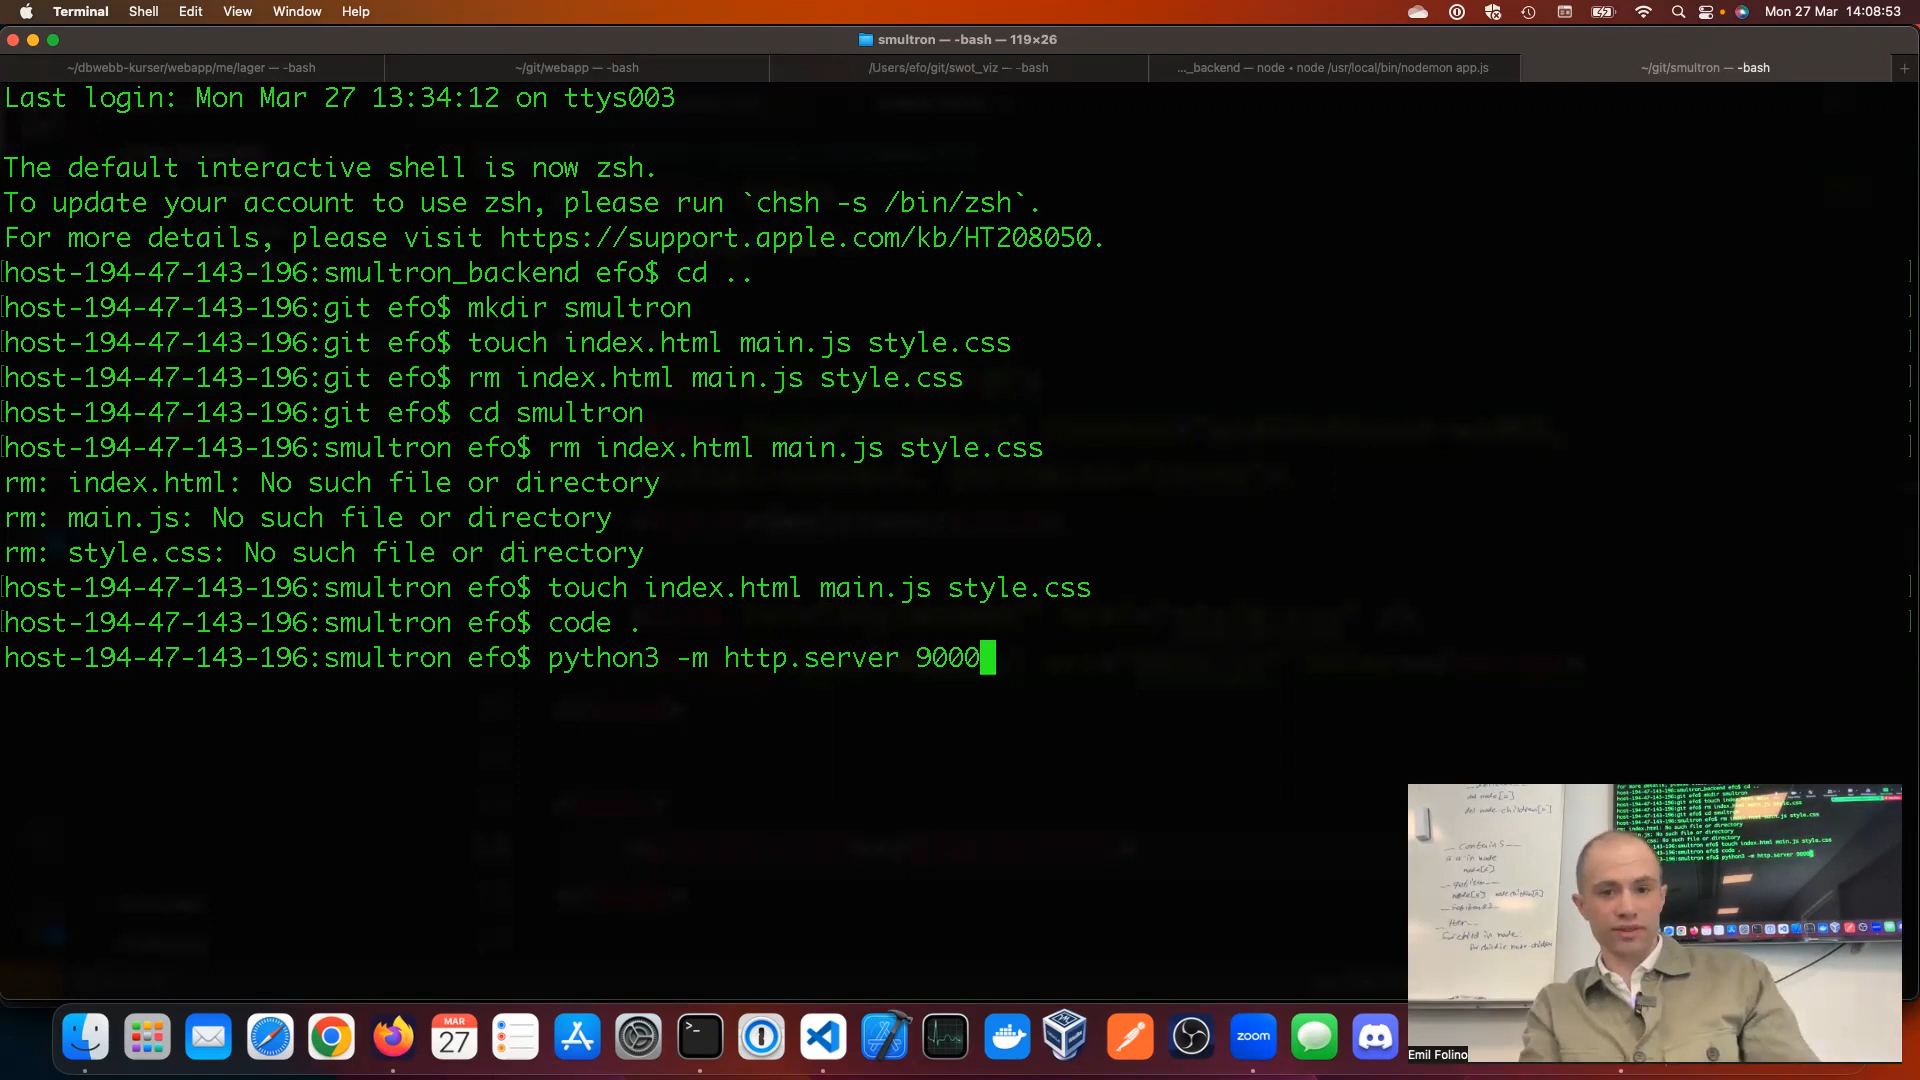 Terminal Shell Edit View Window Help Mon 27 Mar 14:08:53
smultron — -bash — 119×26
~/dbwebb-kurser/webapp/me/lager — -bash ~/git/webapp — -bash /Users/efo/git/swot_viz — -bash ..._backend — node • node /usr/local/bin/nodemon app.js ~/git/smultron — -bash
Last login: Mon Mar 27 13:34:12 on ttys003
The default interactive shell is now zsh.
To update your account to use zsh, please run `chsh -s /bin/zsh`.
For more details, please visit https://support.apple.com/kb/HT208050.
[host-194-47-143-196:smultron_backend efo$ cd .. ]
[host-194-47-143-196:git efo$ mkdir smultron ]
[host-194-47-143-196:git efo$ touch index.html main.js style.css ]
[host-194-47-143-196:git efo$ rm index.html main.js style.css ]
[host-194-47-143-196:git efo$ cd smultron ]
[host-194-47-143-196:smultron efo$ rm index.html main.js style.css ]
rm: index.html: No such file or directory
rm: main.js: No such file or directory
rm: style.css: No such file or directory
[host-194-47-143-196:smultron efo$ touch index.html main.js style.css ]
[host-194-47-143-196:smultron efo$ code . ]
host-194-47-143-196:smultron efo$ python3 -m http.server 9000
MAR
27
zoom
Emil Folino